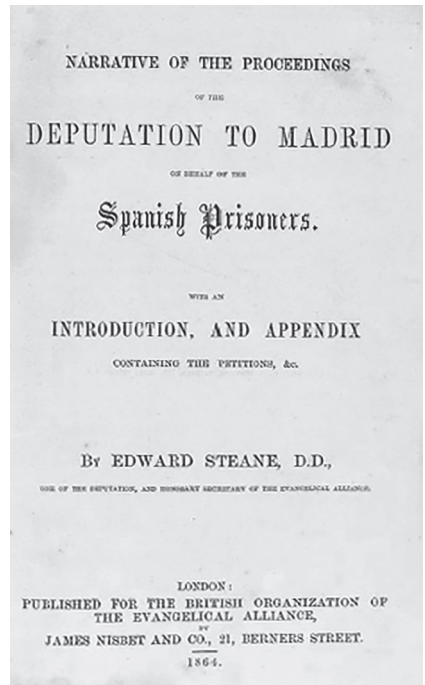 NARRATIVE OF THE PROCEEDINGS
OF THE
DEPUTATION TO MADRID
ON BEHALF OF THE
Spanish Prisoners.
WITH AN
INTRODUCTION, AND APPENDIX
CONTAINING THE PETITIONS, &c.
BY EDWARD STEANE, D.D.,
ONE OF THE DEPUTATION, AND HONORARY SECRETARY OF THE EVANGELICAL ALLIANCE.
LONDON:
PUBLISHED FOR THE BRITISH ORGANIZATION OF
THE EVANGELICAL ALLIANCE,
BY
JAMES NISBET AND CO., 21, BERNERS STREET.
1864.